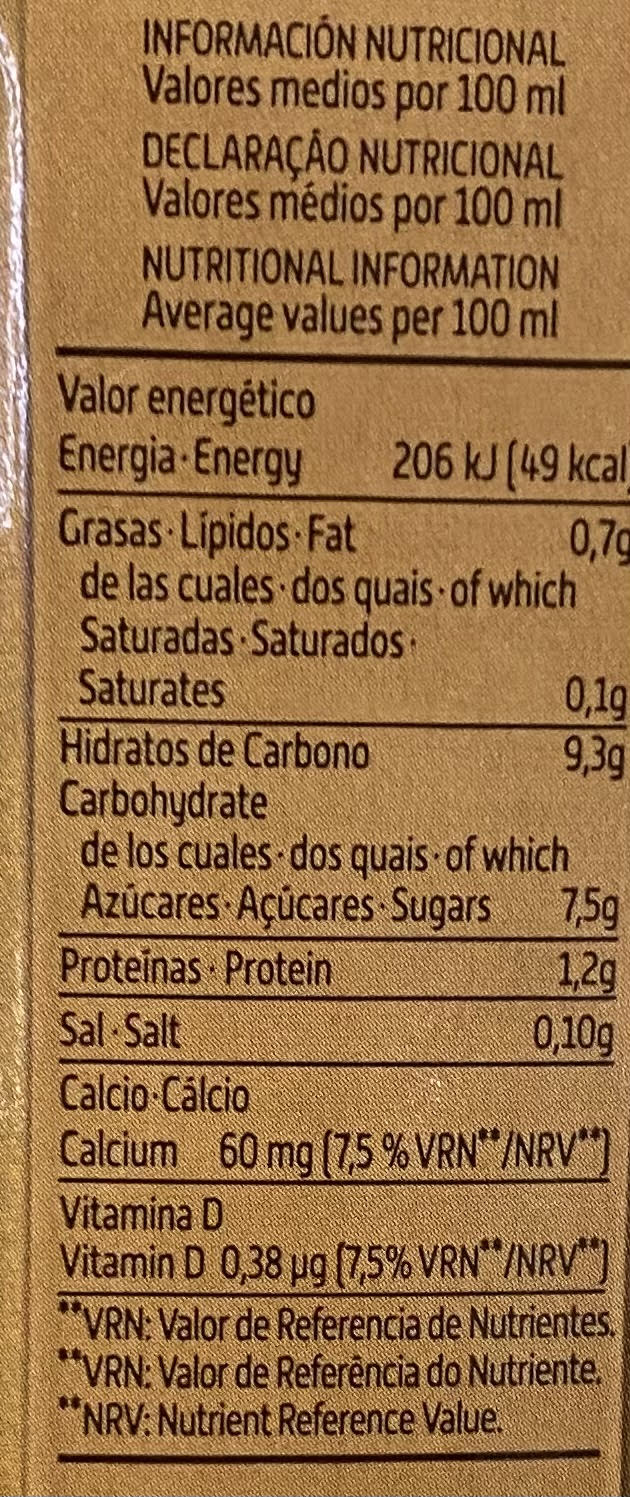 INFORMACIÓN NUTRICIONAL
Valores medios por 100 ml
DECLARAÇÃO NUTRICIONAL
Valores médios por 100 ml
NUTRITIONAL INFORMATION
Average values per 100 ml
Valor energético
Energia·Energy 206 kJ (49 kcal)
Grasas·Lípidos·Fat 0,7g
de las cuales·dos quais·of which
Saturadas·Saturados·
Saturates 0,1g
Hidratos de Carbono 9,3g
Carbohydrate
de los cuales·dos quais·of which
Azúcares·Açúcares·Sugars 7,5g
Proteínas·Protein 1,2g
Sal·Salt 0,10g
Calcio·Cálcio
Calcium 60 mg (7,5 % VRN**/NRV**)
Vitamina D
Vitamin D 0,38 µg (7,5% VRN**/NRV**)
**VRN: Valor de Referencia de Nutrientes.
**VRN: Valor de Referência do Nutriente.
**NRV: Nutrient Reference Value.